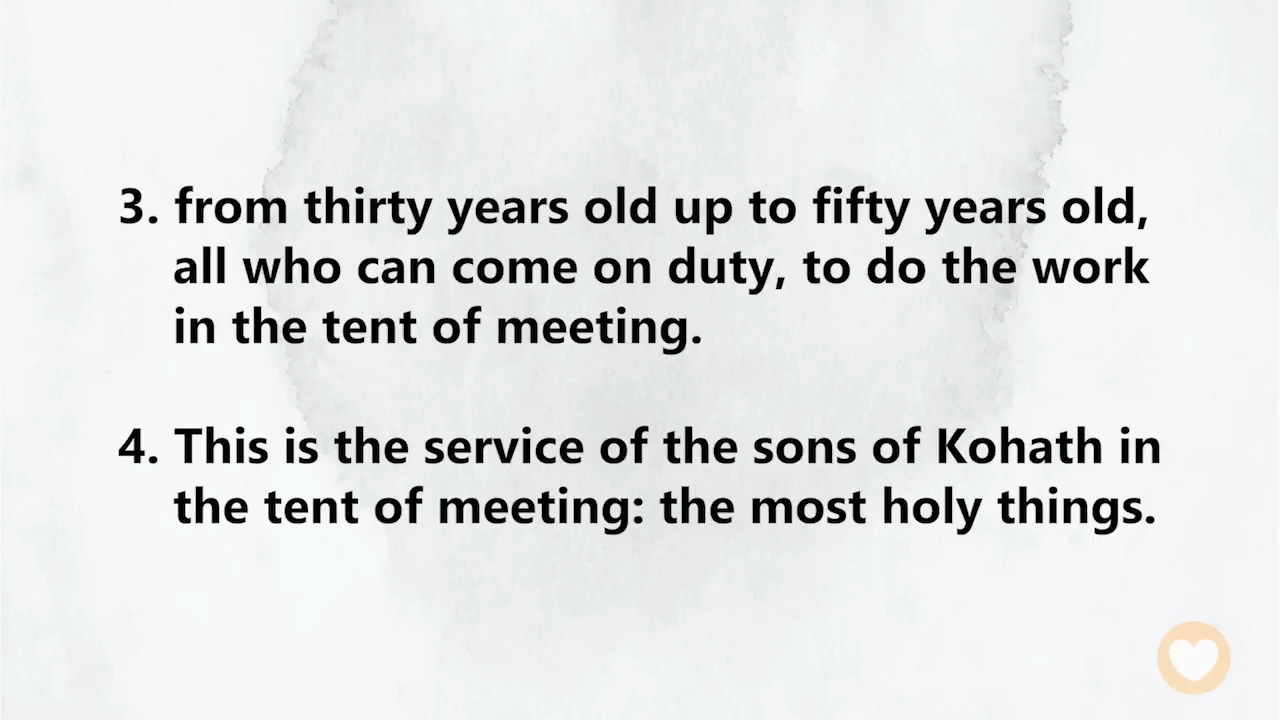 3. from thirty years old up to fifty years old,
all who can come on duty, to do the work
in the tent of meeting.
4. This is the service of the sons of Kohath in
the tent of meeting: the most holy things.